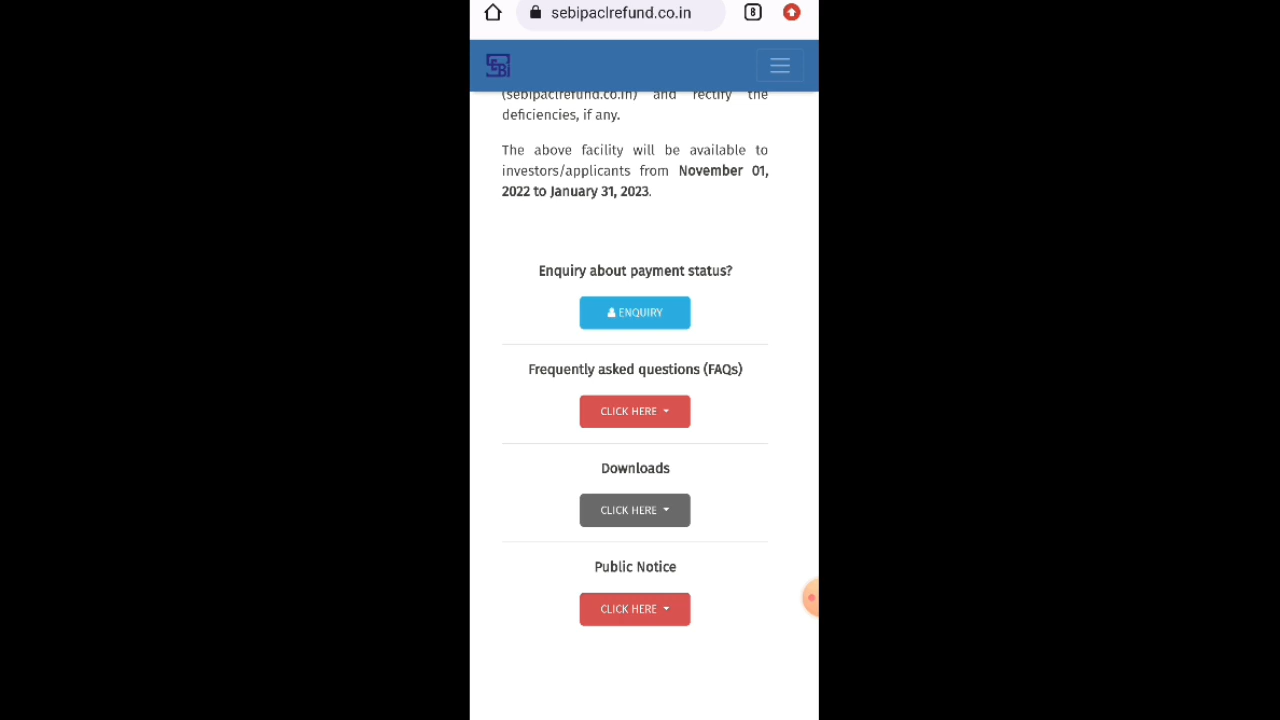 sebipaclrefund.co.in
8
SEBI
(sebipaclrefund.co.in) and rectify the
deficiencies, if any.
The above facility will be available to
investors/applicants from November 01,
2022 to January 31, 2023.
Enquiry about payment status?
ENQUIRY
Frequently asked questions (FAQs)
CLICK HERE
Downloads
CLICK HERE
Public Notice
CLICK HERE